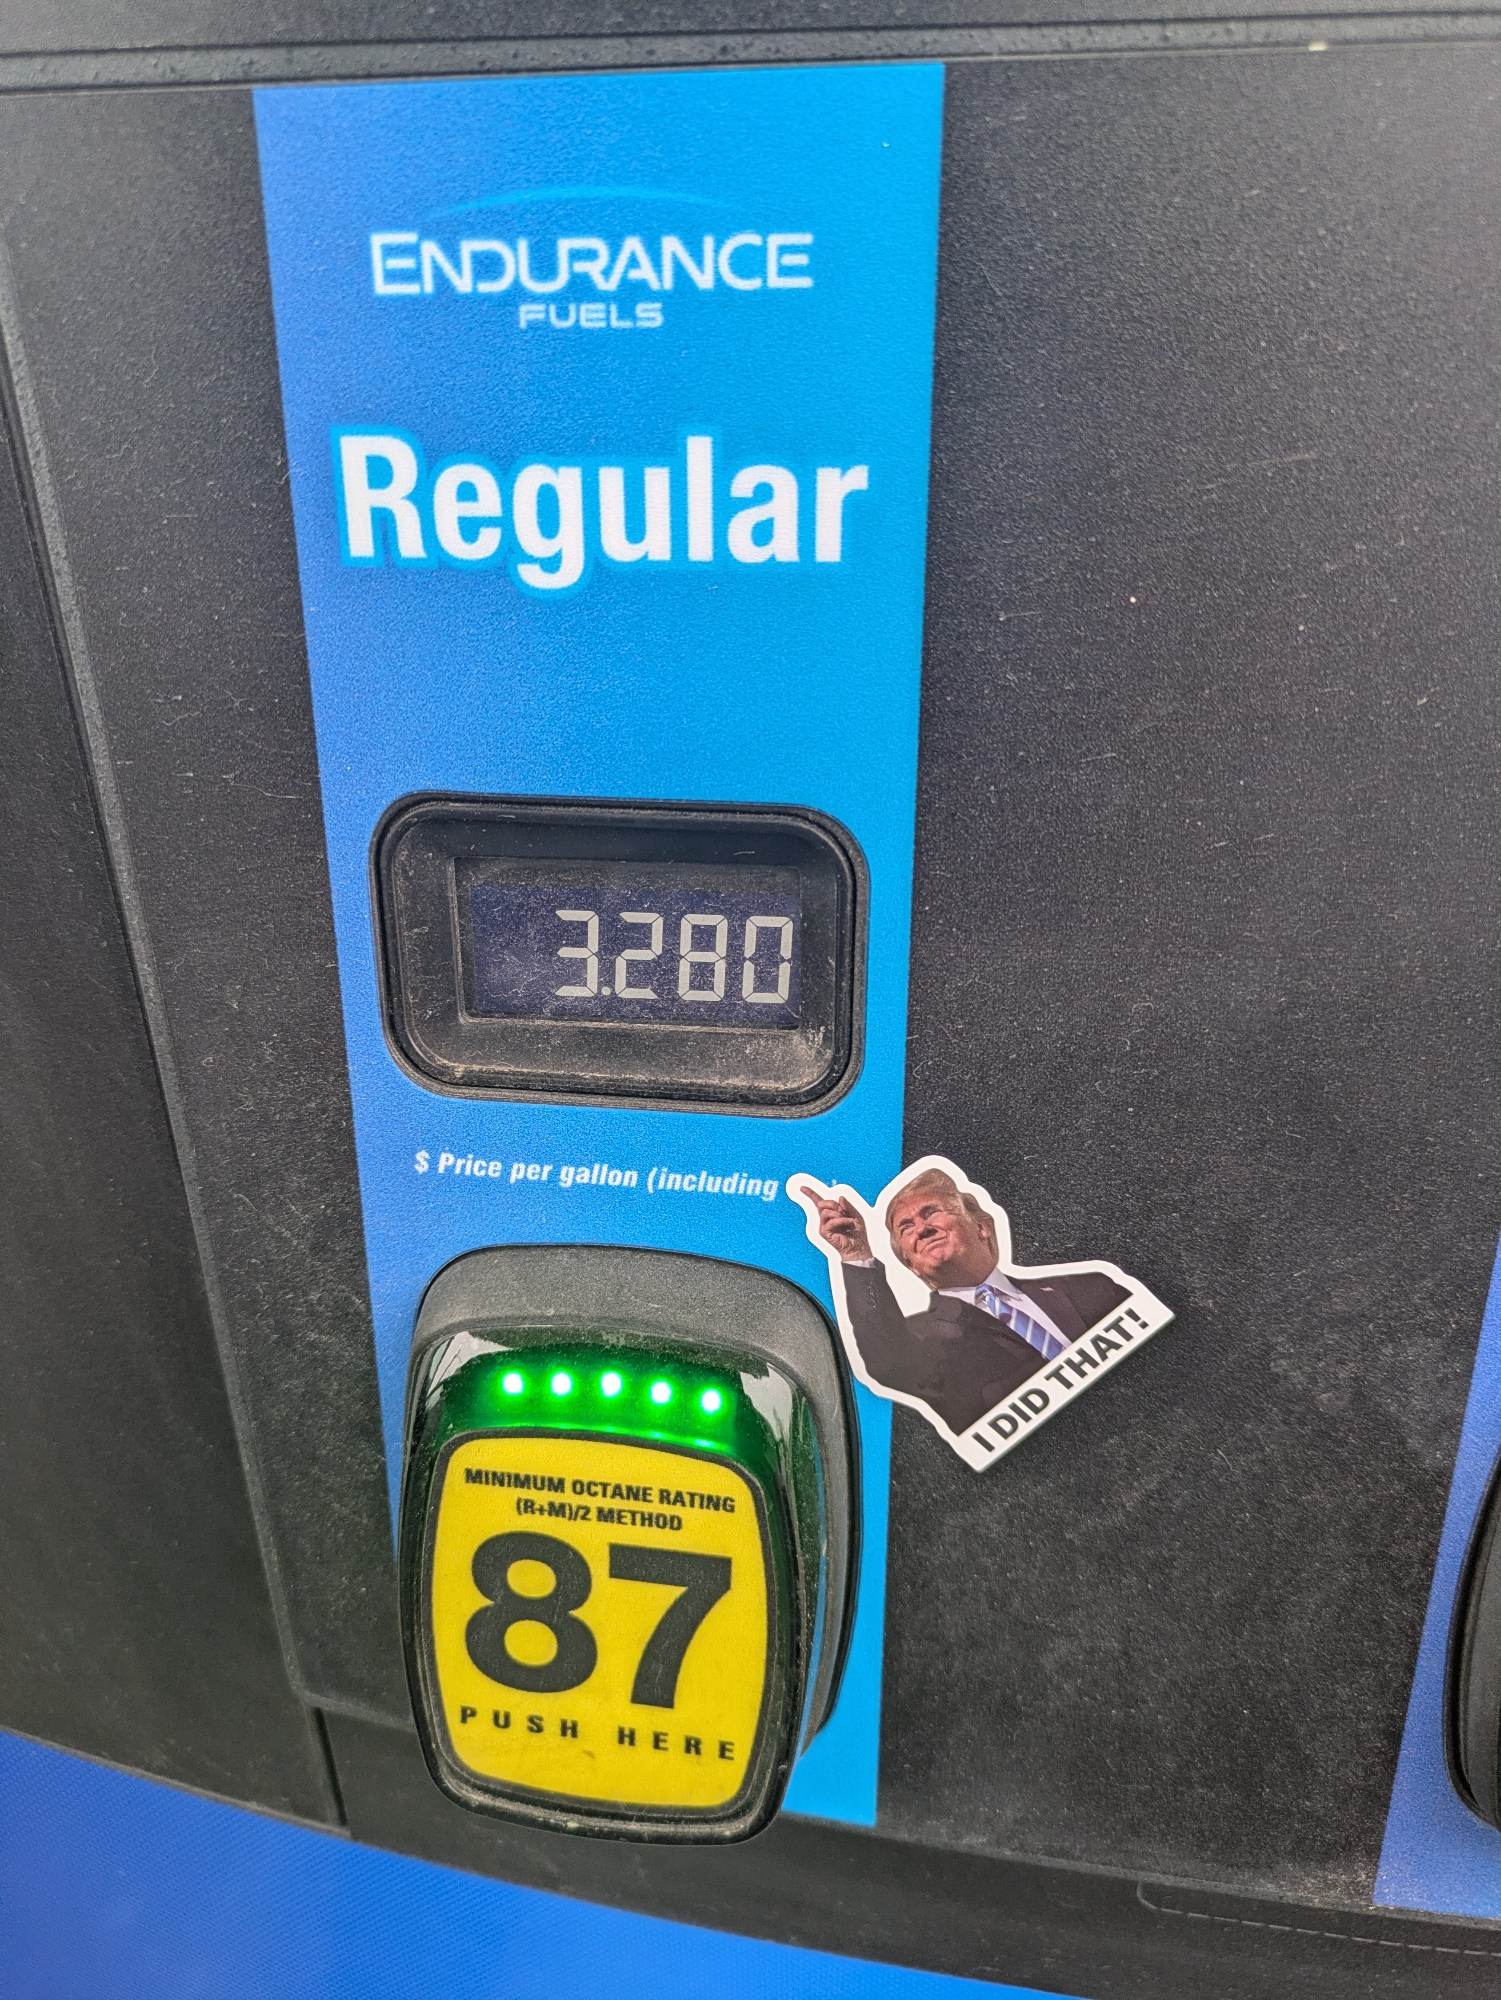 ENDURANCE
FUELS
Regular
3.280
$ Price per gallon (including
I DID THAT!
MINIMUM OCTANE RATING
(R+M)/2 METHOD
87
PUSH HERE